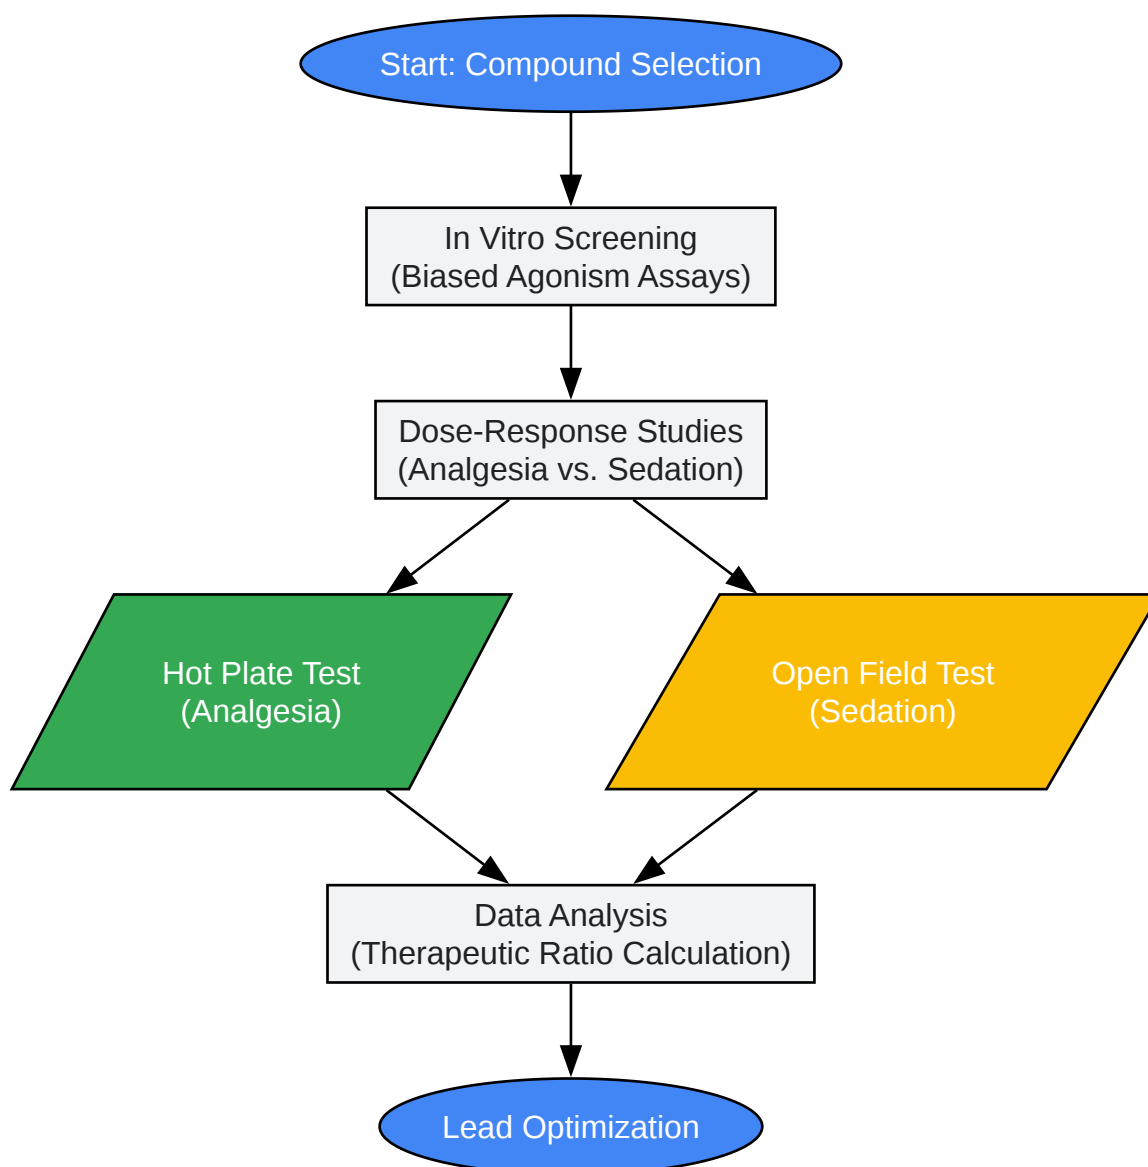 Start: Compound Selection
In Vitro Screening
(Biased Agonism Assays)
Dose-Response Studies
(Analgesia vs. Sedation)
Hot Plate Test
(Analgesia)
Open Field Test
(Sedation)
Data Analysis
(Therapeutic Ratio Calculation)
Lead Optimization